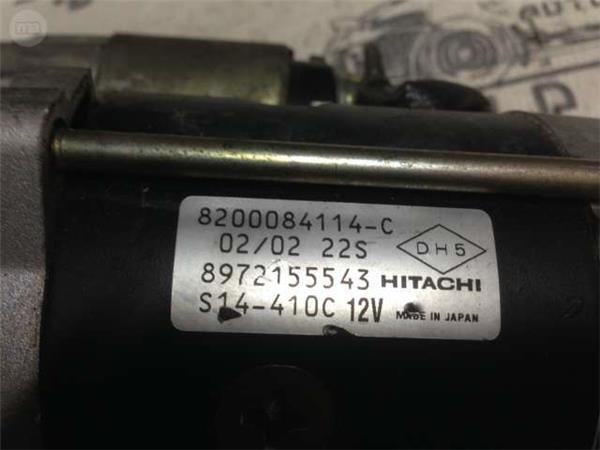 8200084114-C
02/02 22S
DH5
8972155543 HITACHI
S14-410C 12V MADE IN JAPAN